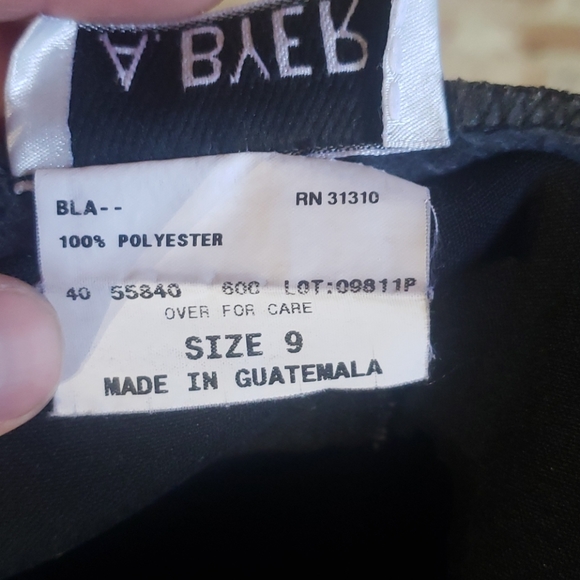 A. BYER
BLA-- RN 31310
100% POLYESTER
40 55840 600 LOT:09811P
OVER FOR CARE
SIZE 9
MADE IN GUATEMALA